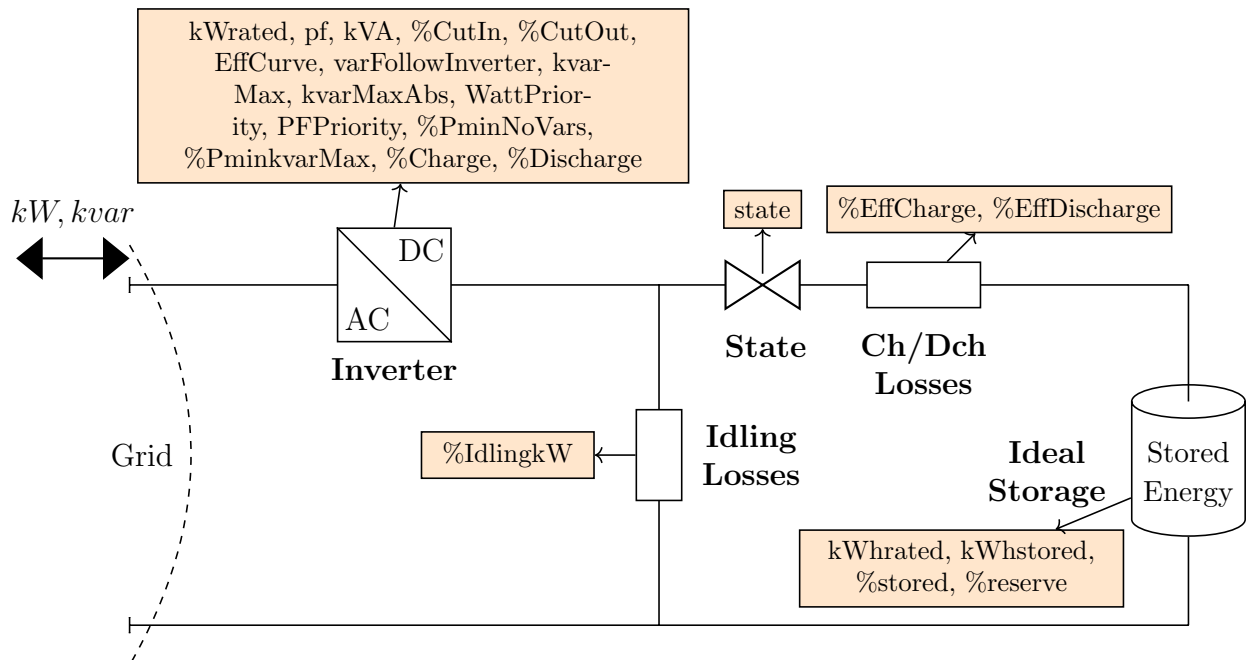 kWrated, pf, kVA, %CutIn, %CutOut,
EffCurve, varFollowInverter, kvar-
Max, kvarMaxAbs, WattPrior-
ity, PFPriority, %PminNoVars,
%PminkvarMax, %Charge, %Discharge
kW, kvar
state
%EffCharge, %EffDischarge
DC
AC
Inverter
State
Ch/Dch
Losses
Grid
%IdlingkW
Idling
Losses
Ideal
Storage
Stored
Energy
kWhrated, kWhstored,
%stored, %reserve